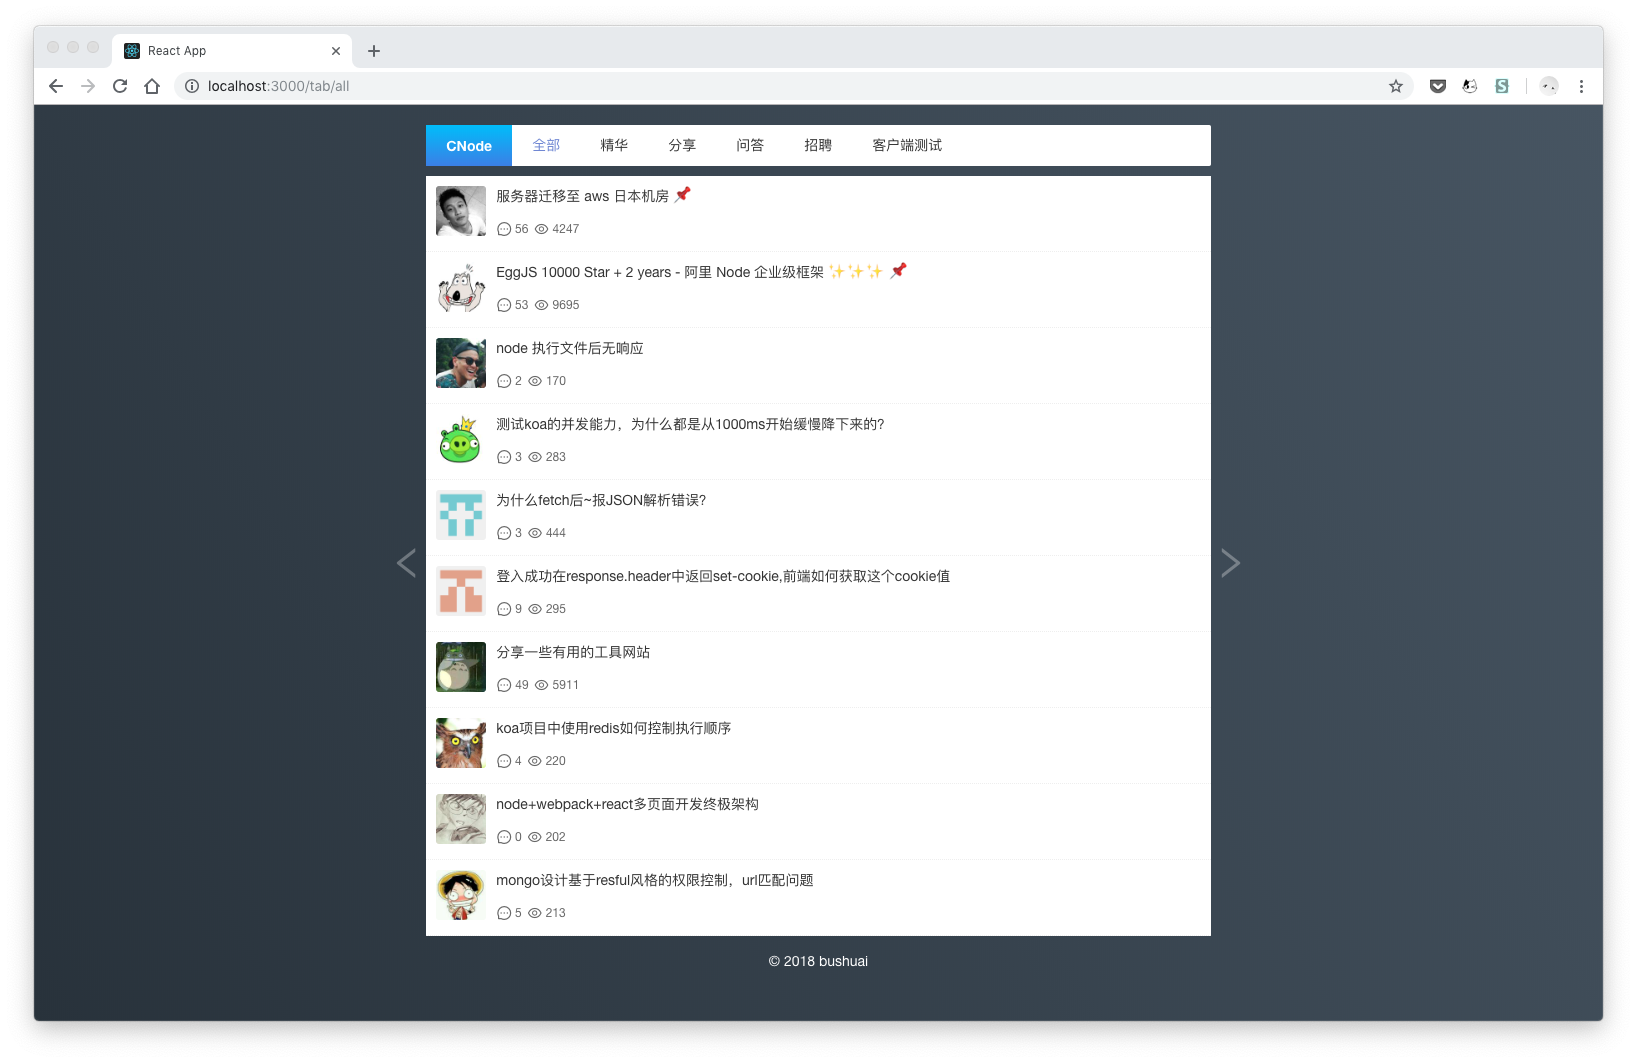 React App
localhost:3000/tab/all
CNode 全部 精华 分享 问答 招聘 客户端测试
服务器迁移至 aws 日本机房 📌
56 4247
EggJS 10000 Star + 2 years - 阿里 Node 企业级框架 ✨✨✨ 📌
53 9695
node 执行文件后无响应
2 170
测试koa的并发能力，为什么都是从1000ms开始缓慢降下来的?
3 283
为什么fetch后~报JSON解析错误?
3 444
登入成功在response.header中返回set-cookie,前端如何获取这个cookie值
9 295
分享一些有用的工具网站
49 5911
koa项目中使用redis如何控制执行顺序
4 220
node+webpack+react多页面开发终极架构
0 202
mongo设计基于resful风格的权限控制，url匹配问题
5 213
© 2018 bushuai